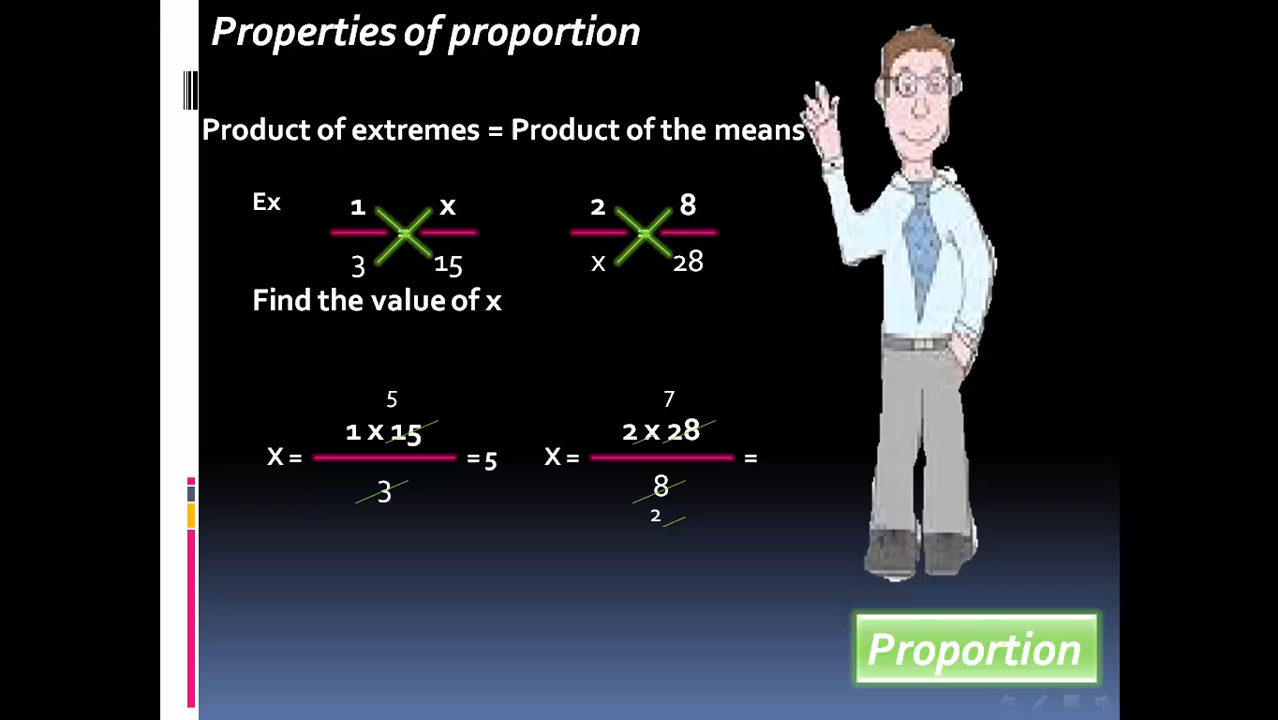 Properties of proportion
Product of extremes = Product of the means
Ex
1 = x
3 15
2 = 8
x 28
Find the value of x
5
1 x 15
X = = 5
3
7
2 x 28
X = =
8
2
Proportion